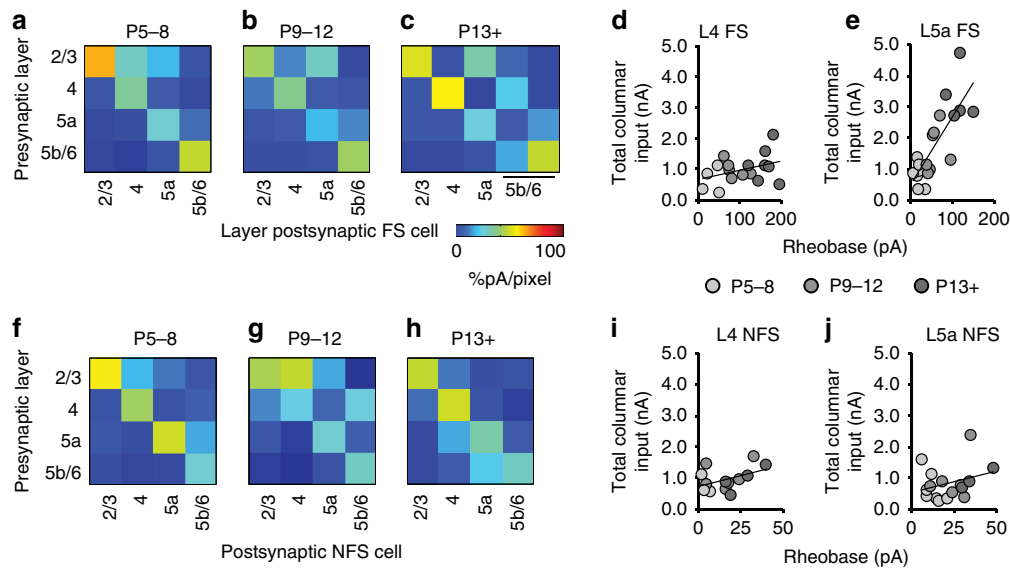 a b c d e
P5–8 P9–12 P13+ L4 FS L5a FS
Presynaptic layer
2/3
4
5a
5b/6
2/3 4 5a 5b/6
2/3 4 5a 5b/6
2/3 4 5a 5b/6
Layer postsynaptic FS cell
0 100
%pA/pixel
Total columnar
input (nA)
5.0
4.0
3.0
2.0
1.0
0
0 100 200
Total columnar
input (nA)
5.0
4.0
3.0
2.0
1.0
0
0 50 100 150
Rheobase (pA)
P5–8 P9–12 P13+
f g h i j
P5–8 P9–12 P13+ L4 NFS L5a NFS
Presynaptic layer
2/3
4
5a
5b/6
2/3 4 5a 5b/6
2/3 4 5a 5b/6
2/3 4 5a 5b/6
Postsynaptic NFS cell
Total columnar
input (nA)
5.0
4.0
3.0
2.0
1.0
0
0 25 50
Total columnar
input (nA)
5.0
4.0
3.0
2.0
1.0
0
0 25 50
Rheobase (pA)